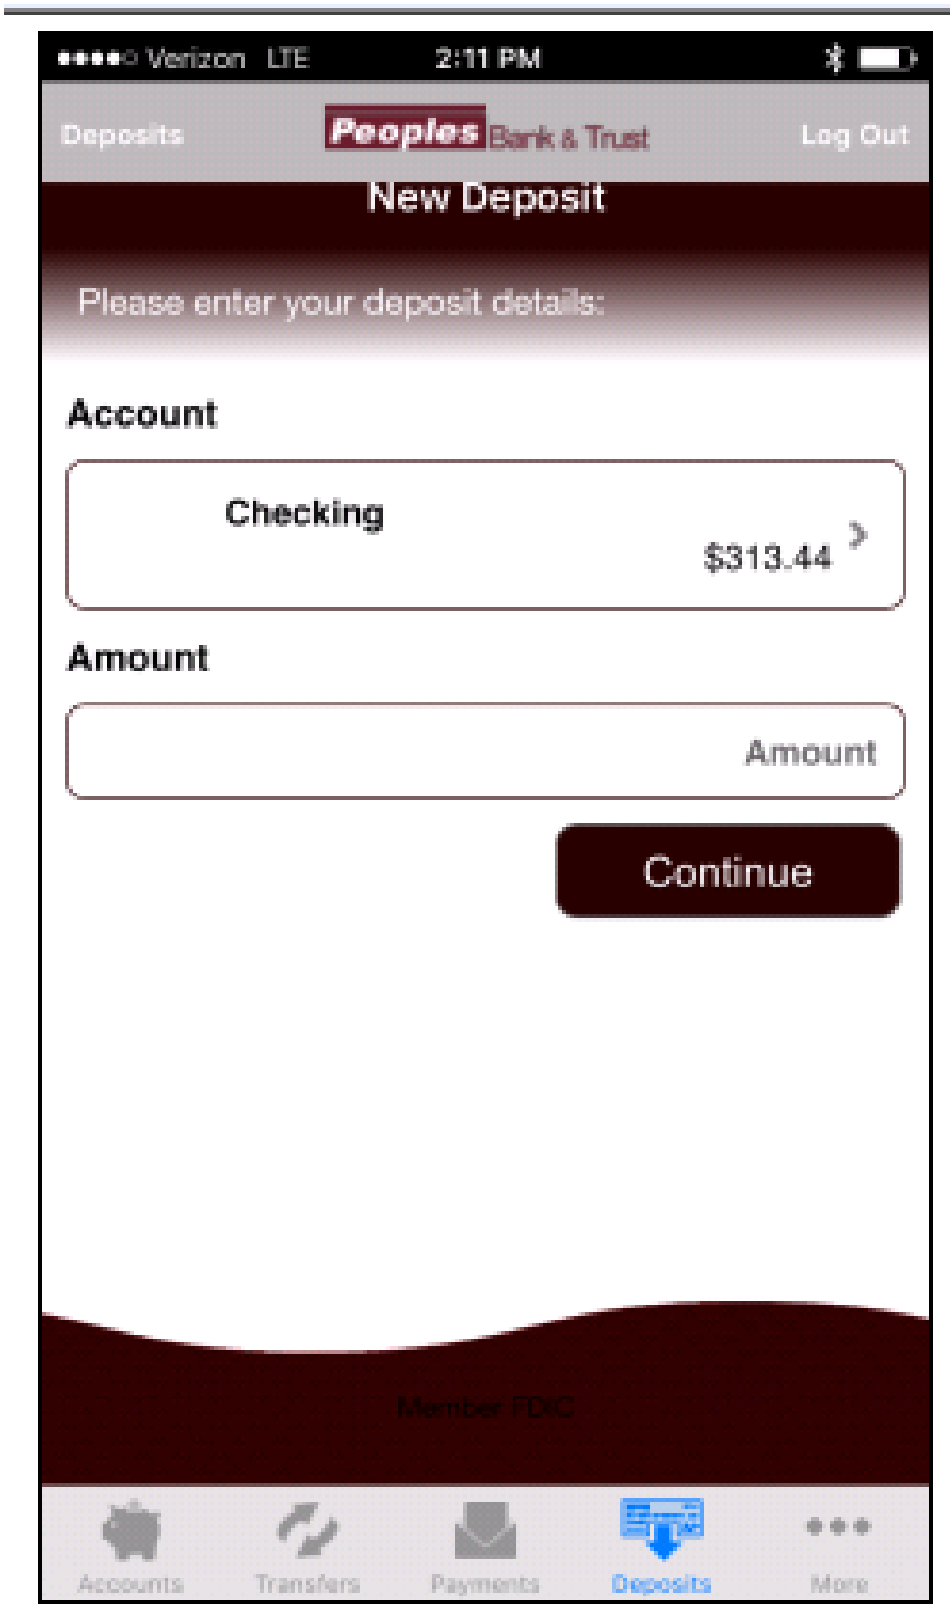 Verizon LTE 2:11 PM
Deposits Peoples Bank & Trust Log Out
New Deposit
Please enter your deposit details:
Account
Checking
$313.44
Amount
Amount
Continue
Member FDIC
Accounts Transfers Payments Deposits More